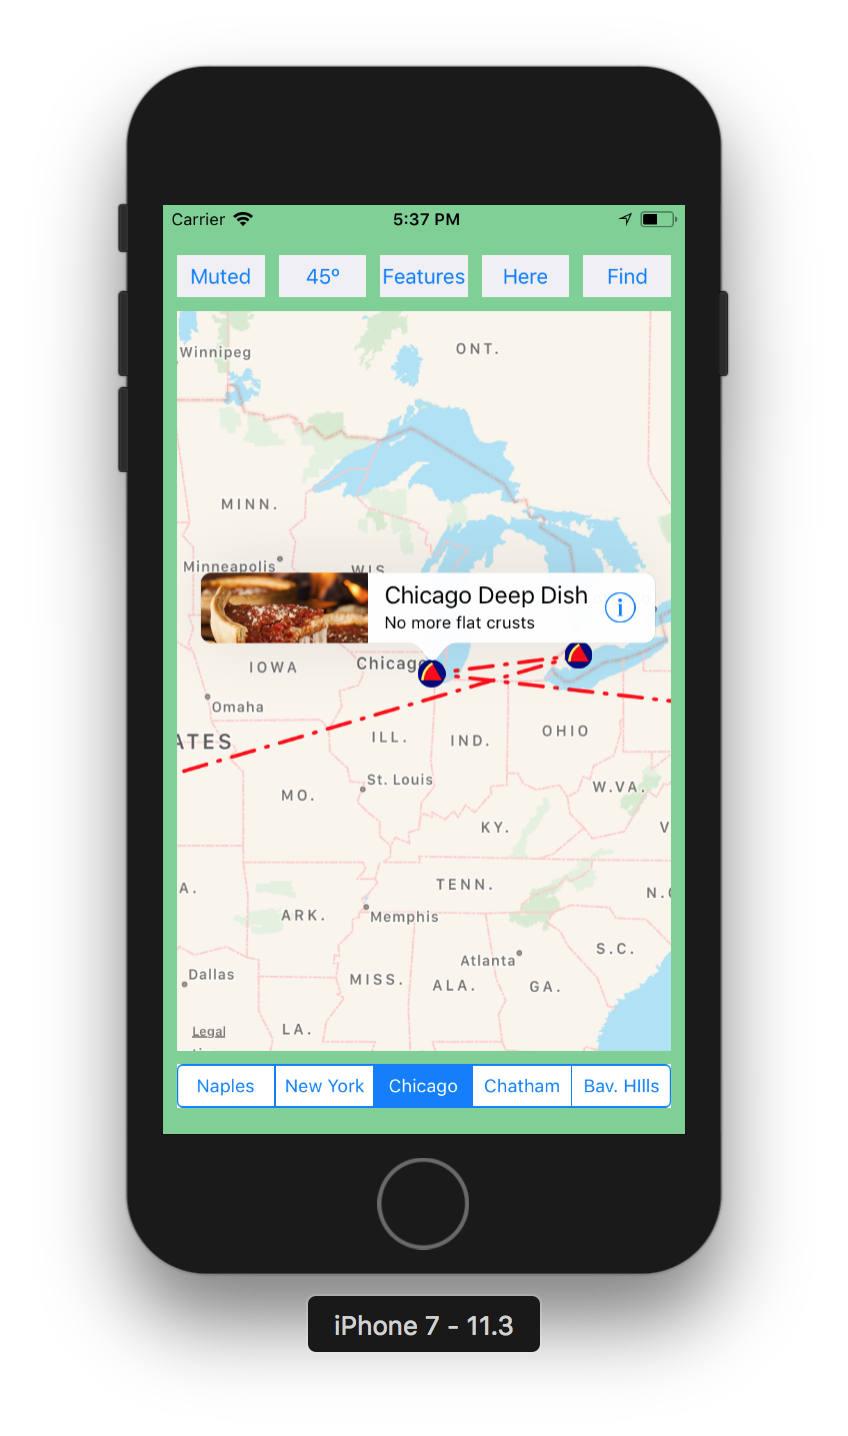 Carrier 5:37 PM
Muted 45º Features Here Find
Winnipeg
ONT.
MINN.
Minneapolis
WIS.
Chicago Deep Dish
No more flat crusts
IOWA
Chicago
Omaha
ATES
ILL.
IND.
OHIO
St. Louis
MO.
W.VA.
KY.
V
TENN.
A.
N.C
ARK.
Memphis
Atlanta
S.C.
Dallas
MISS.
ALA.
GA.
LA.
Legal
Naples New York Chicago Chatham Bav. HIlls
iPhone 7 - 11.3